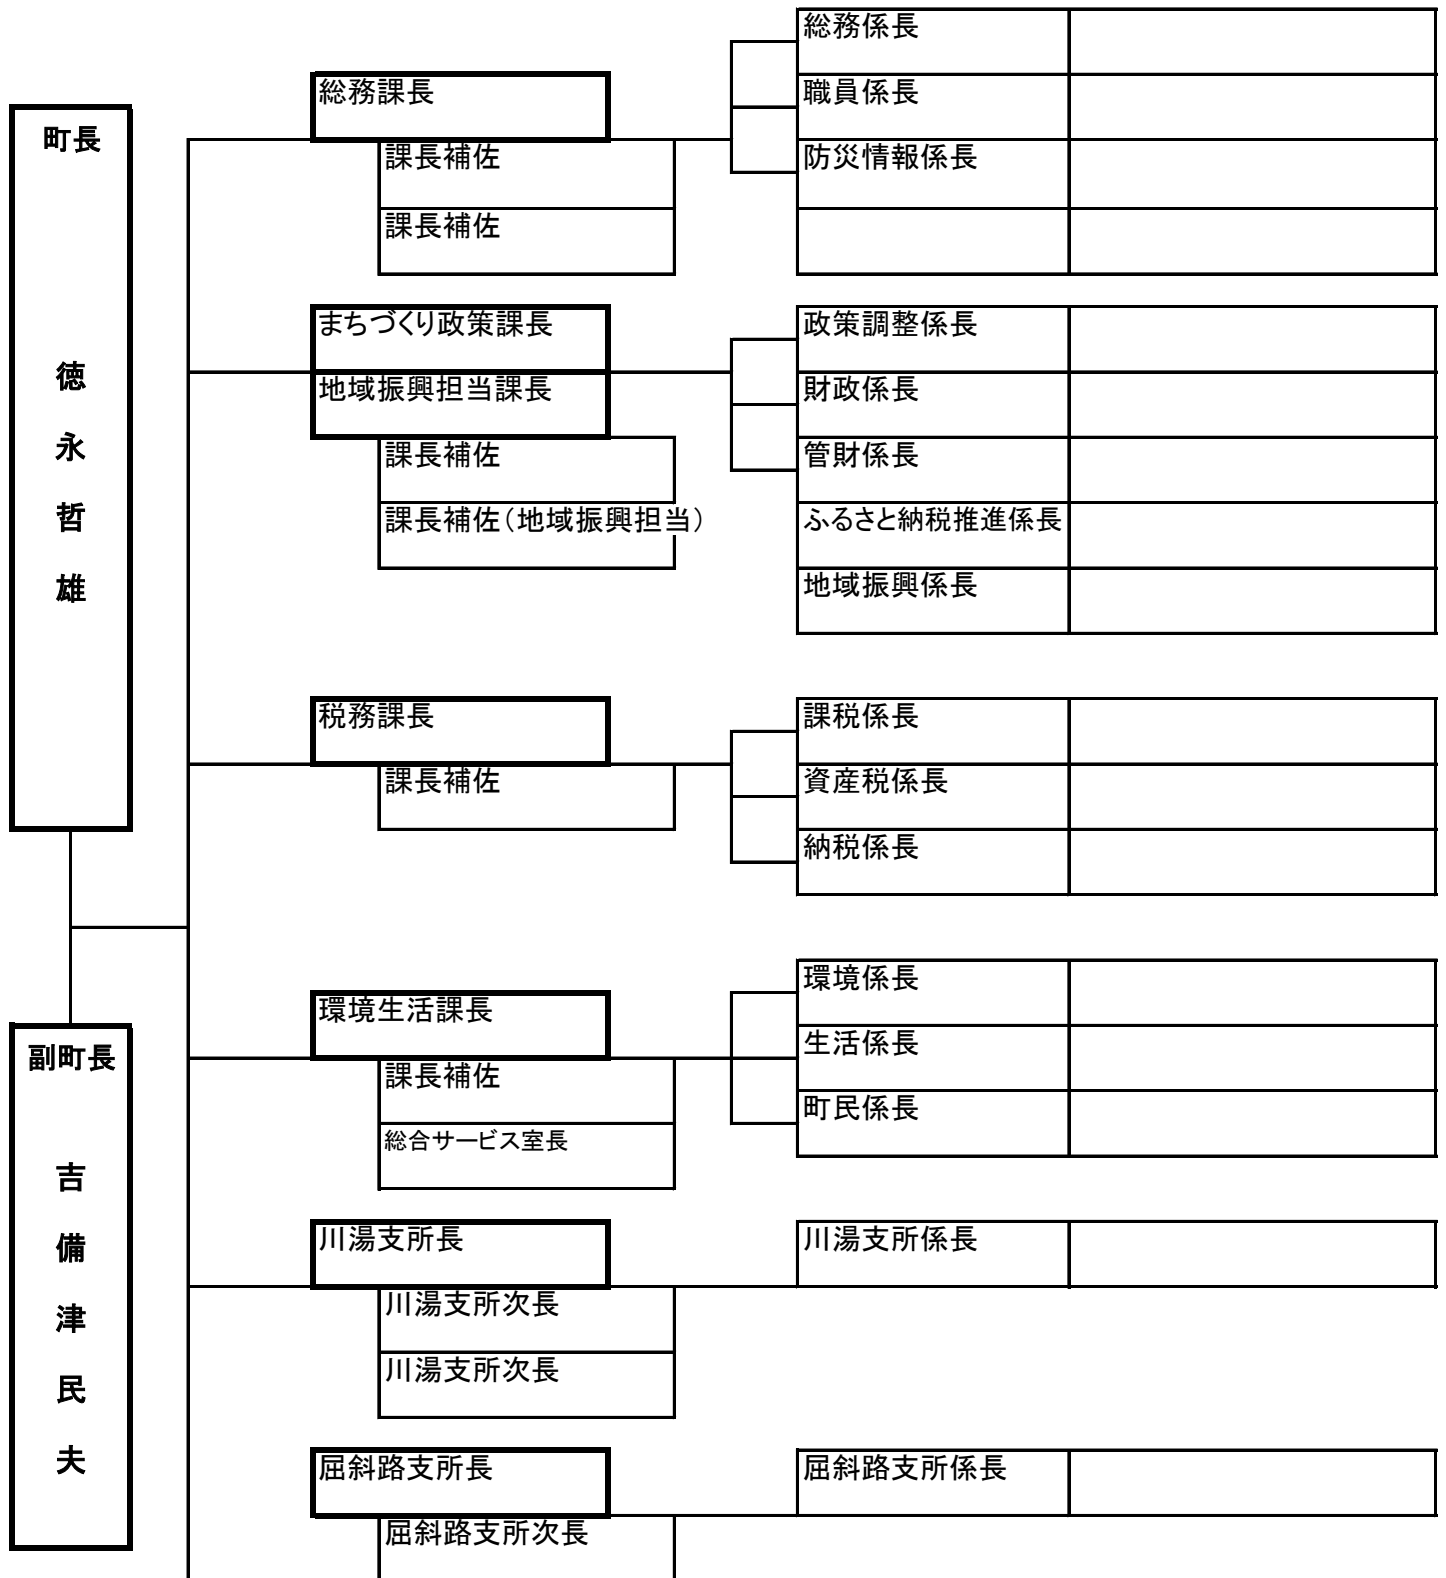 町長
徳永哲雄
副町長
吉備津民夫
総務課長
課長補佐
課長補佐
総務係長
職員係長
防災情報係長
まちづくり政策課長
地域振興担当課長
課長補佐
課長補佐（地域振興担当）
政策調整係長
財政係長
管財係長
ふるさと納税推進係長
地域振興係長
税務課長
課長補佐
課税係長
資産税係長
納税係長
環境生活課長
課長補佐
総合サービス室長
環境係長
生活係長
町民係長
川湯支所長
川湯支所次長
川湯支所次長
川湯支所係長
屈斜路支所長
屈斜路支所次長
屈斜路支所係長